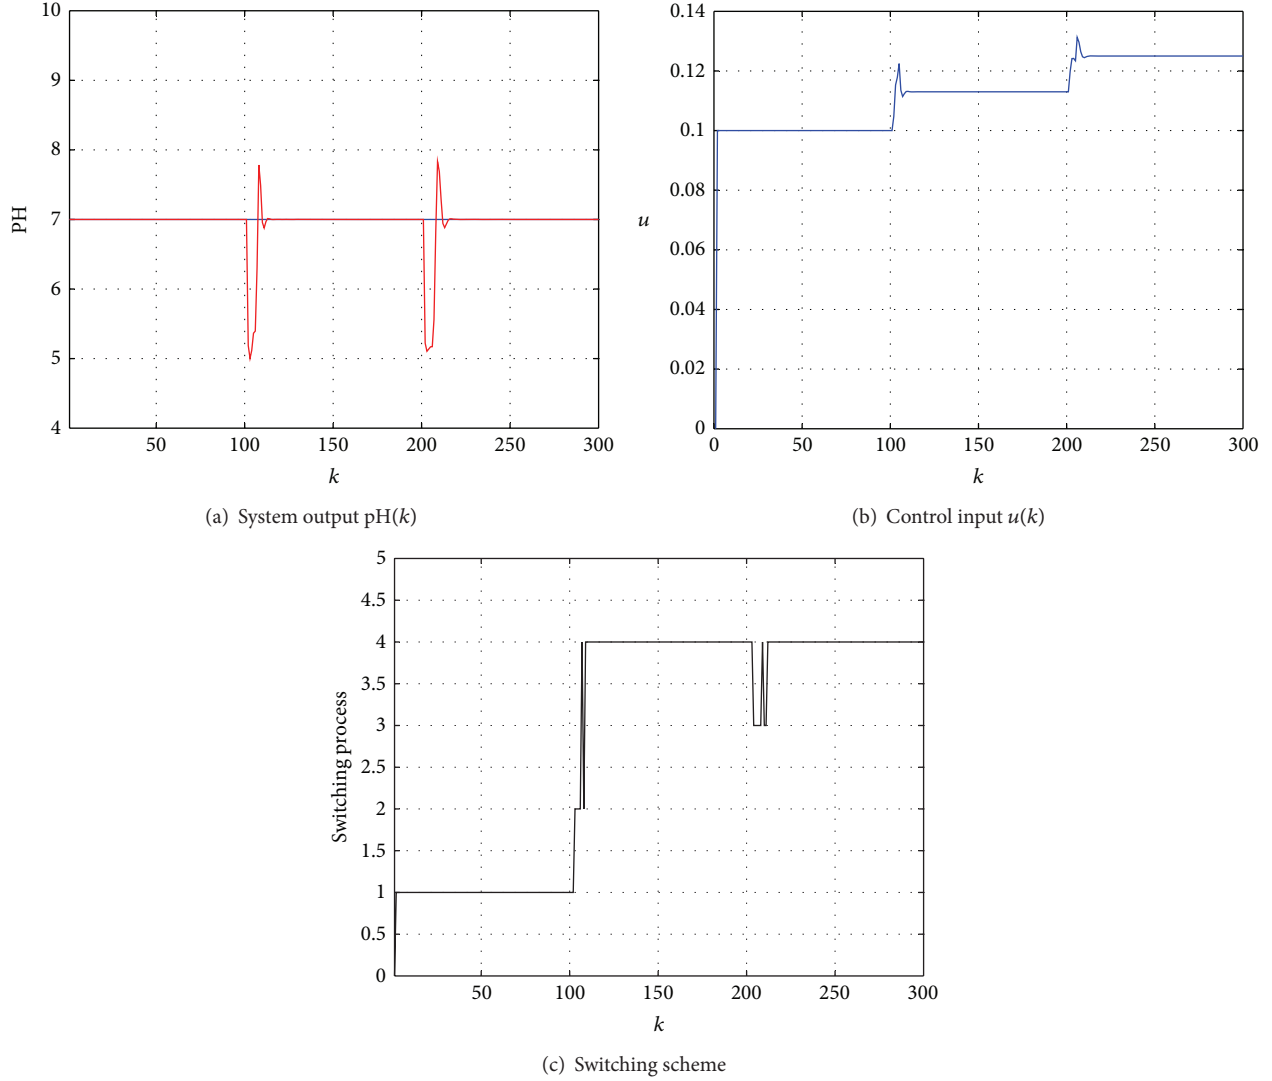 10
9
8
7
6
5
4
PH
50 100 150 200 250 300
k
(a) System output pH(k)
0.14
0.12
0.1
0.08
0.06
0.04
0.02
0
u
0 50 100 150 200 250 300
k
(b) Control input u(k)
5
4.5
4
3.5
3
2.5
2
1.5
1
0.5
0
Switching process
50 100 150 200 250 300
k
(c) Switching scheme